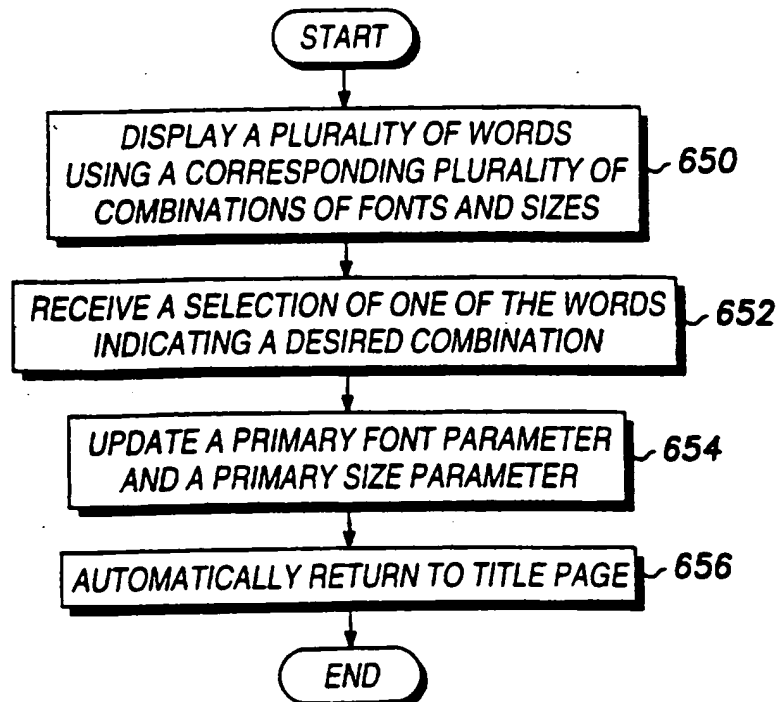 START
DISPLAY A PLURALITY OF WORDS
USING A CORRESPONDING PLURALITY OF
COMBINATIONS OF FONTS AND SIZES
650
RECEIVE A SELECTION OF ONE OF THE WORDS
INDICATING A DESIRED COMBINATION
652
UPDATE A PRIMARY FONT PARAMETER
AND A PRIMARY SIZE PARAMETER
654
AUTOMATICALLY RETURN TO TITLE PAGE
656
END